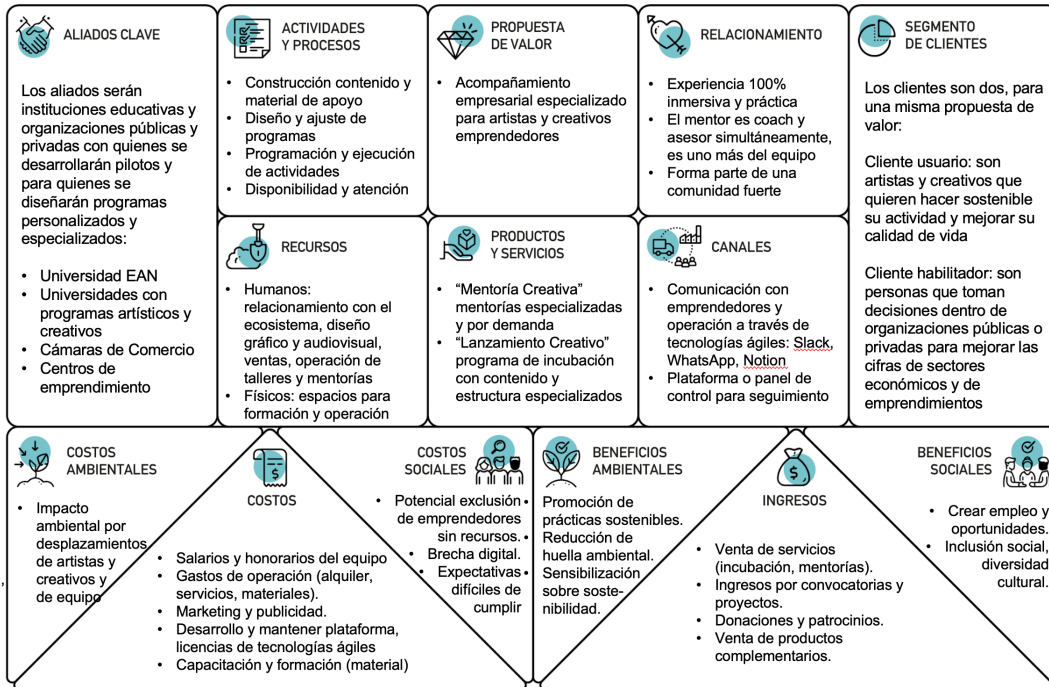 ALIADOS CLAVE
Los aliados serán
instituciones educativas y
organizaciones públicas y
privadas con quienes se
desarrollarán pilotos y
para quienes se
diseñarán programas
personalizados y
especializados:
• Universidad EAN
• Universidades con
programas artísticos y
creativos
• Cámaras de Comercio
• Centros de
emprendimiento
ACTIVIDADES
Y PROCESOS
• Construcción contenido y
material de apoyo
• Diseño y ajuste de
programas
• Programación y ejecución
de actividades
• Disponibilidad y atención
RECURSOS
• Humanos:
relacionamiento con el
ecosistema, diseño
gráfico y audiovisual,
ventas, operación de
talleres y mentorías
• Físicos: espacios para
formación y operación
PROPUESTA
DE VALOR
• Acompañamiento
empresarial especializado
para artistas y creativos
emprendedores
PRODUCTOS
Y SERVICIOS
• “Mentoría Creativa”
mentorías especializadas
y por demanda
• “Lanzamiento Creativo”
programa de incubación
con contenido y
estructura especializados
RELACIONAMIENTO
• Experiencia 100%
inmersiva y práctica
• El mentor es coach y
asesor simultáneamente,
es uno más del equipo
• Forma parte de una
comunidad fuerte
CANALES
• Comunicación con
emprendedores y
operación a través de
tecnologías ágiles: Slack,
WhatsApp, Notion
• Plataforma o panel de
control para seguimiento
SEGMENTO
DE CLIENTES
Los clientes son dos, para
una misma propuesta de
valor:
Cliente usuario: son
artistas y creativos que
quieren hacer sostenible
su actividad y mejorar su
calidad de vida
Cliente habilitador: son
personas que toman
decisiones dentro de
organizaciones públicas o
privadas para mejorar las
cifras de sectores
económicos y de
emprendimientos
COSTOS
AMBIENTALES
• Impacto
ambiental por
desplazamientos
de artistas y
creativos y
de equipo
,
COSTOS
• Salarios y honorarios del equipo
• Gastos de operación (alquiler,
servicios, materiales).
• Marketing y publicidad.
• Desarrollo y mantener plataforma,
licencias de tecnologías ágiles
• Capacitación y formación (material)
COSTOS
SOCIALES
• Potencial exclusión
de emprendedores
sin recursos.
• Brecha digital.
• Expectativas
difíciles de
cumplir
BENEFICIOS
AMBIENTALES
• Promoción de
prácticas sostenibles.
• Reducción de
huella ambiental.
• Sensibilización
sobre soste-
nibilidad.
INGRESOS
• Venta de servicios
(incubación, mentorías).
• Ingresos por convocatorias y
proyectos.
• Donaciones y patrocinios.
• Venta de productos
complementarios.
BENEFICIOS
SOCIALES
• Crear empleo y
oportunidades.
• Inclusión social,
diversidad
cultural.